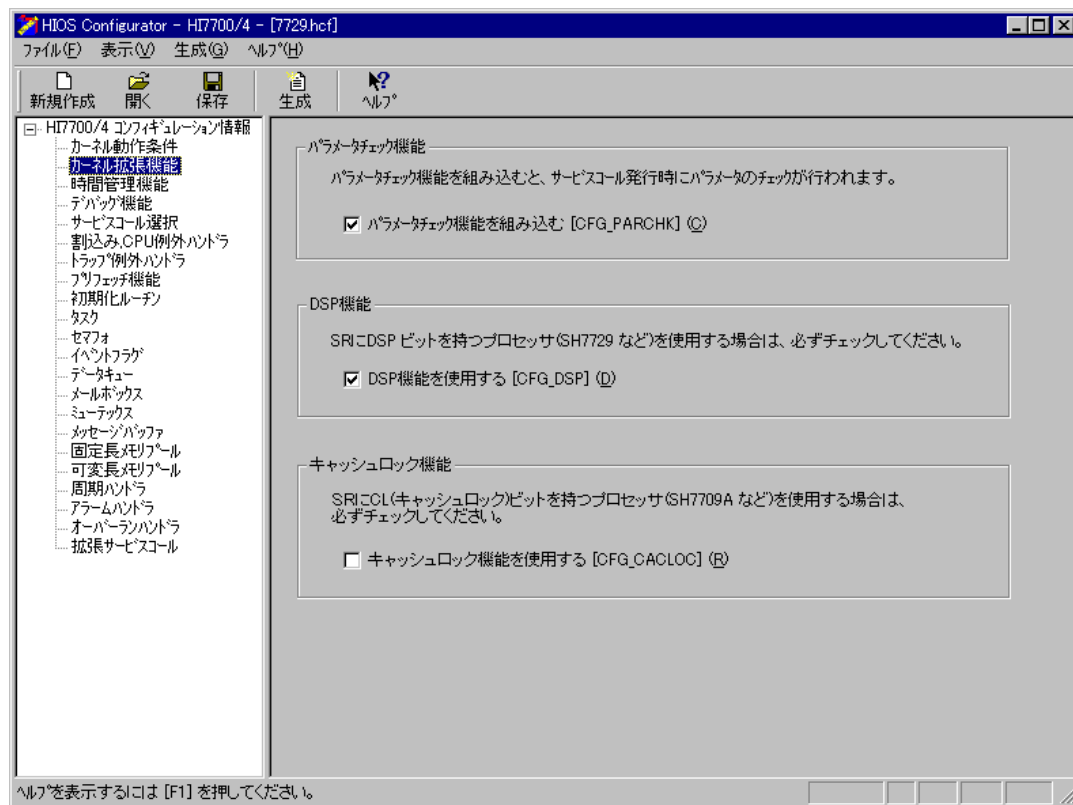 HIOS Configurator - HI7700/4 - [7729.hcf]
ファイル(F) 表示(V) 生成(G) ヘルプ(H)
新規作成 開く 保存 生成 ヘルプ
HI7700/4 コンフィギュレーション情報
カーネル動作条件
カーネル拡張機能
時間管理機能
デバッグ機能
サービスコール選択
割込み,CPU例外ハンドラ
トラップ例外ハンドラ
プリフェッチ機能
初期化ルーチン
タスク
セマフォ
イベントフラグ
データキュー
メールボックス
ミューテックス
メッセージバッファ
固定長メモリプール
可変長メモリプール
周期ハンドラ
アラームハンドラ
オーバーランハンドラ
拡張サービスコール
パラメータチェック機能
パラメータチェック機能を組み込むと、サービスコール発行時にパラメータのチェックが行われます。
パラメータチェック機能を組み込む [CFG_PARCHK] (C)
DSP機能
SRにDSP ビットを持つプロセッサ(SH7729 など)を使用する場合は、必ずチェックしてください。
DSP機能を使用する [CFG_DSP] (D)
キャッシュロック機能
SRにCL(キャッシュロック)ビットを持つプロセッサ(SH7709A など)を使用する場合は、
必ずチェックしてください。
キャッシュロック機能を使用する [CFG_CACLOC] (R)
ヘルプを表示するには [F1] を押してください。